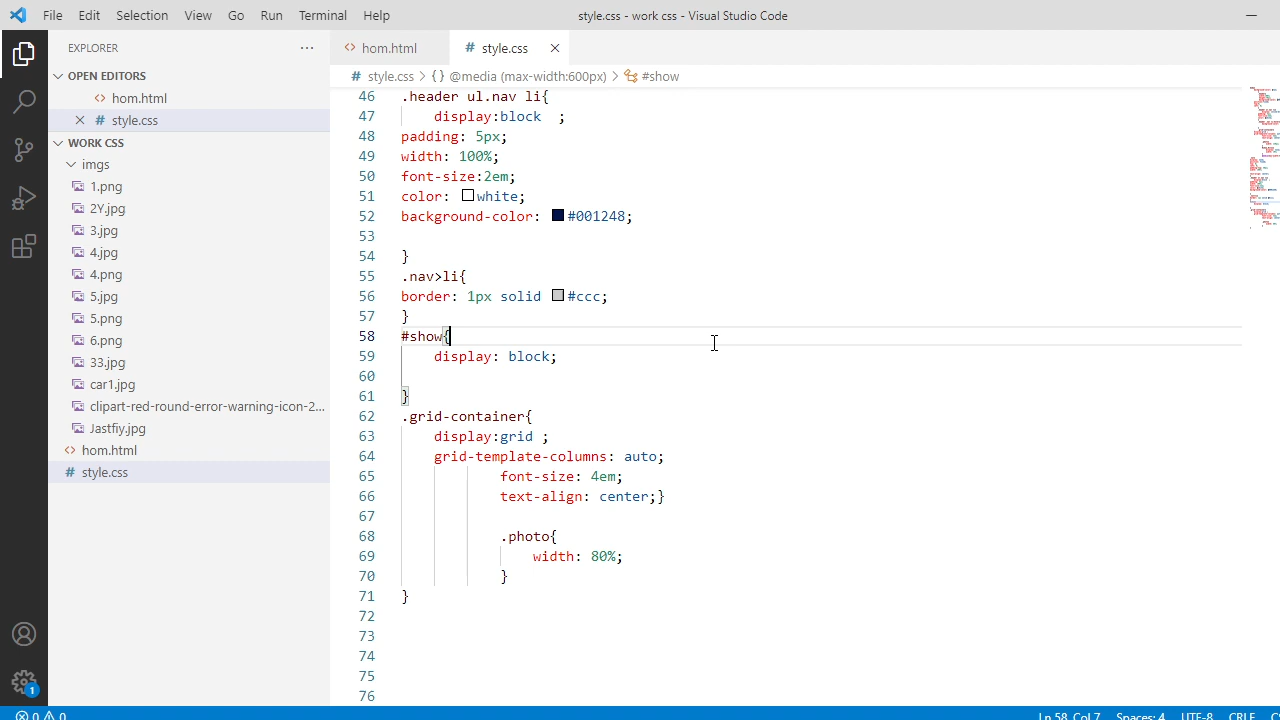 File Edit Selection View Go Run Terminal Help
style.css - work css - Visual Studio Code
EXPLORER
OPEN EDITORS
hom.html
# style.css
WORK CSS
imgs
1.png
2Y.jpg
3.jpg
4.jpg
4.png
5.jpg
5.png
6.png
33.jpg
car1.jpg
clipart-red-round-error-warning-icon-2...
Jastfiy.jpg
hom.html
# style.css
1
hom.html
# style.css
# style.css > {} @media (max-width:600px) > #show
46 .header ul.nav li{
47 display:block  ;
48 padding: 5px;
49 width: 100%;
50 font-size:2em;
51 color: white;
52 background-color: #001248;
53
54 }
55 .nav>li{
56 border: 1px solid #ccc;
57 }
58 #show{
59 display: block;
60
61 }
62 .grid-container{
63 display:grid ;
64 grid-template-columns: auto;
65 font-size: 4em;
66 text-align: center;}
67
68 .photo{
69 width: 80%;
70 }
71 }
72
73
74
75
76
0 0
Ln 58, Col 7 Spaces: 4 UTF-8 CRLF